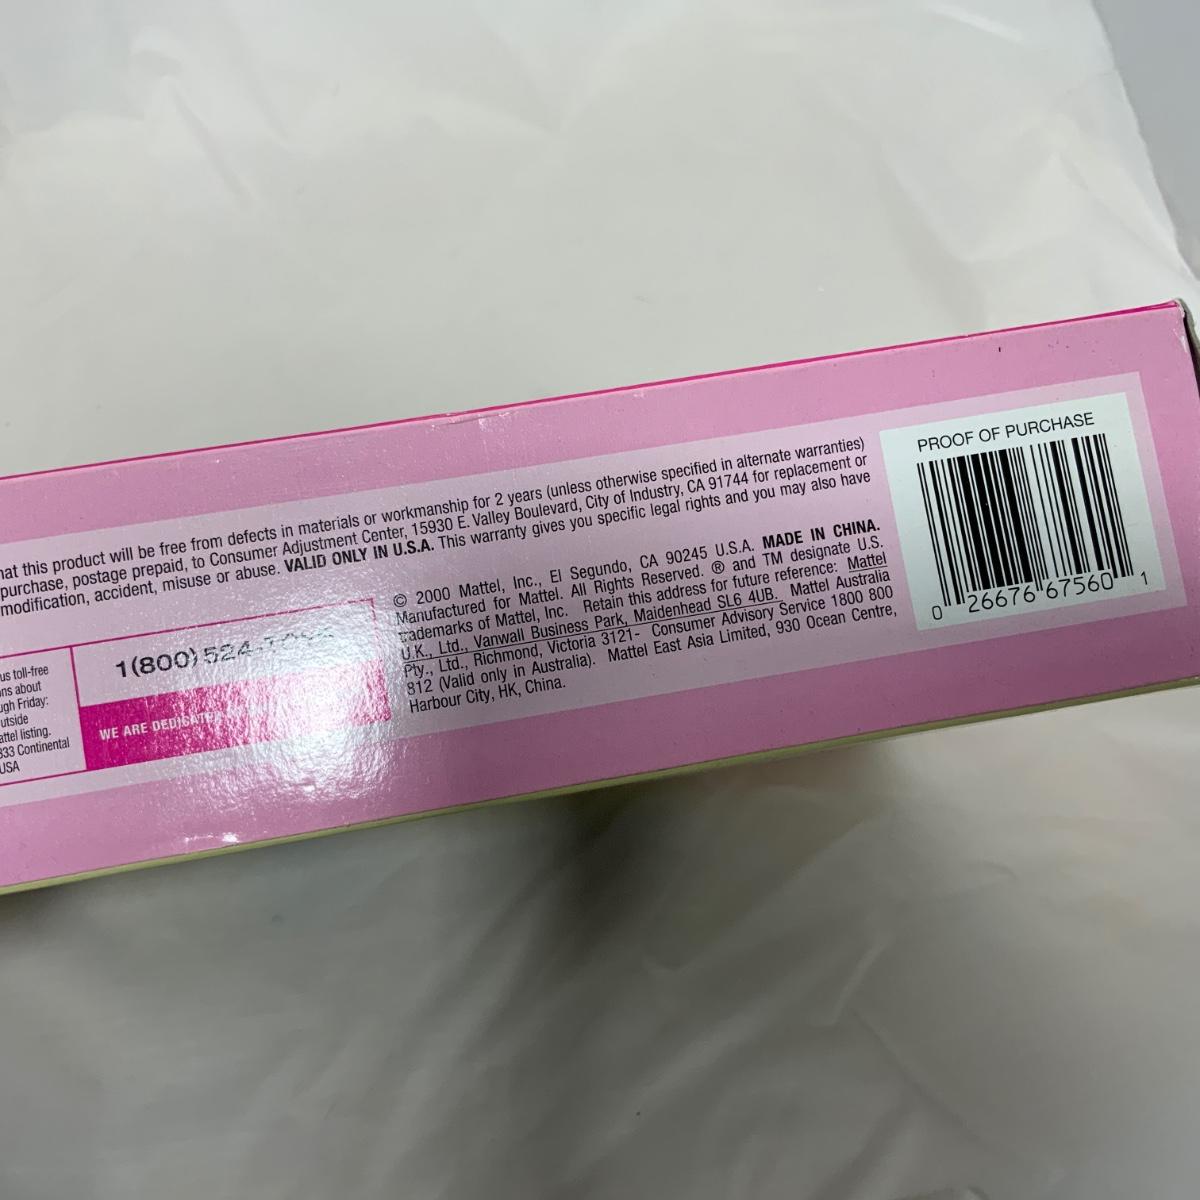 hat this product will be free from defects in materials or workmanship for 2 years (unless otherwise specified in alternate warranties)
purchase, postage prepaid, to Consumer Adjustment Center, 15930 E. Valley Boulevard, City of Industry, CA 91744 for replacement or
modification, accident, misuse or abuse. VALID ONLY IN U.S.A. This warranty gives you specific legal rights and you may also have
us toll-free
ns about
ugh Friday:
utside
attel listing.
333 Continental
USA
1(800) 524-
WE ARE DEDICATED
© 2000 Mattel, Inc., El Segundo, CA 90245 U.S.A. MADE IN CHINA.
Manufactured for Mattel. All Rights Reserved. ® and TM designate U.S.
trademarks of Mattel, Inc. Retain this address for future reference: Mattel
U.K., Ltd., Vanwall Business Park, Maidenhead SL6 4UB. Mattel Australia
Pty., Ltd., Richmond, Victoria 3121- Consumer Advisory Service 1800 800
812 (Valid only in Australia). Mattel East Asia Limited, 930 Ocean Centre,
Harbour City, HK, China.
PROOF OF PURCHASE
0 26676 67560 1